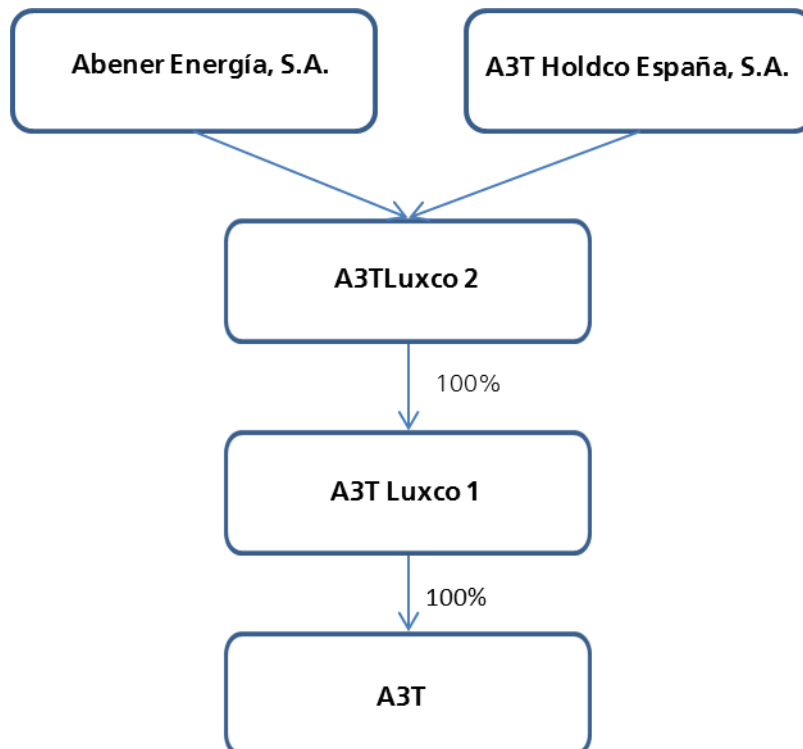 Abener Energía, S.A.
A3T Holdco España, S.A.
A3TLuxco 2
100%
A3T Luxco 1
100%
A3T